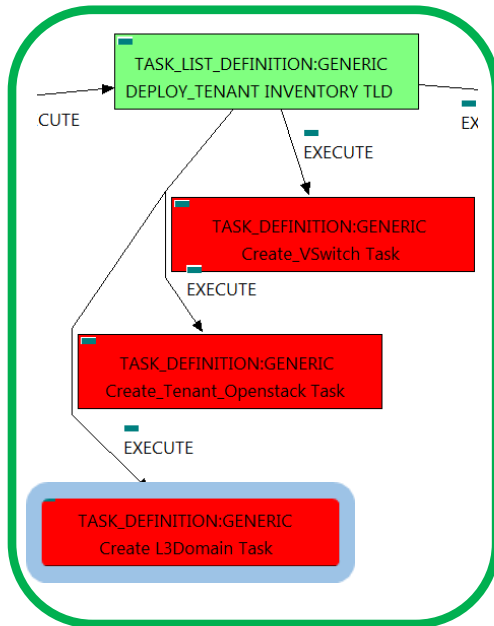 TASK_LIST_DEFINITION:GENERIC
DEPLOY_TENANT INVENTORY TLD
CUTE
EX
EXECUTE
TASK_DEFINITION:GENERIC
Create_VSwitch Task
EXECUTE
TASK_DEFINITION:GENERIC
Create_Tenant_Openstack Task
EXECUTE
TASK_DEFINITION:GENERIC
Create L3Domain Task